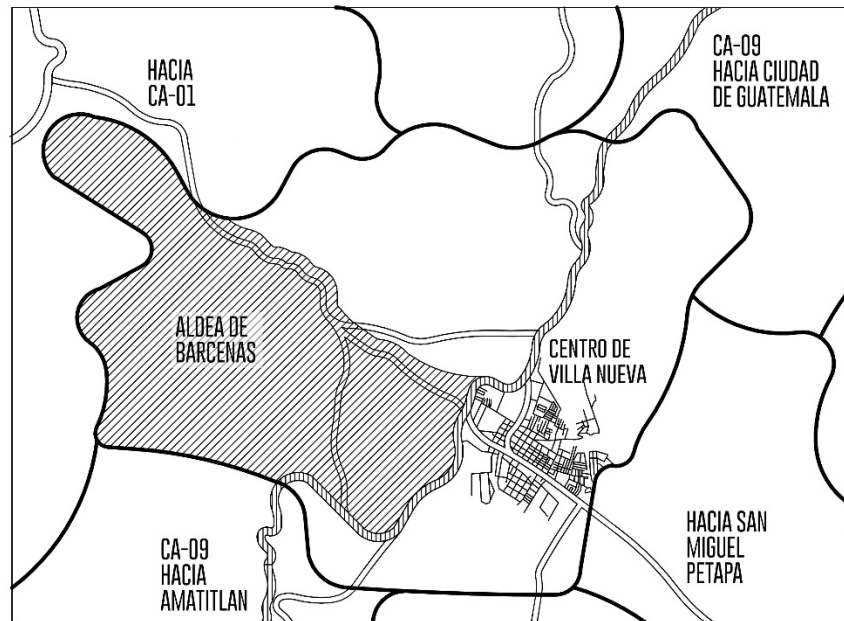 HACIA
CA-01
CA-09
HACIA CIUDAD
DE GUATEMALA
ALDEA DE
BARCENAS
CENTRO DE
VILLA NUEVA
CA-09
HACIA
AMATITLAN
HACIA SAN
MIGUEL
PETAPA